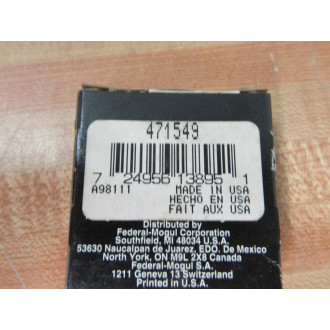 471549
7 24956 13895 1
A98111 MADE IN USA
HECHO EN USA
FAIT AUX USA
Distributed by
Federal-Mogul Corporation
Southfield, MI 48034 U.S.A.
53630 Naucalpan de Juarez, EDO. De Mexico
North York, ON M9L 2X8 Canada
Federal-Mogul S.A.
1211 Geneva 13 Switzerland
Printed in U.S.A.